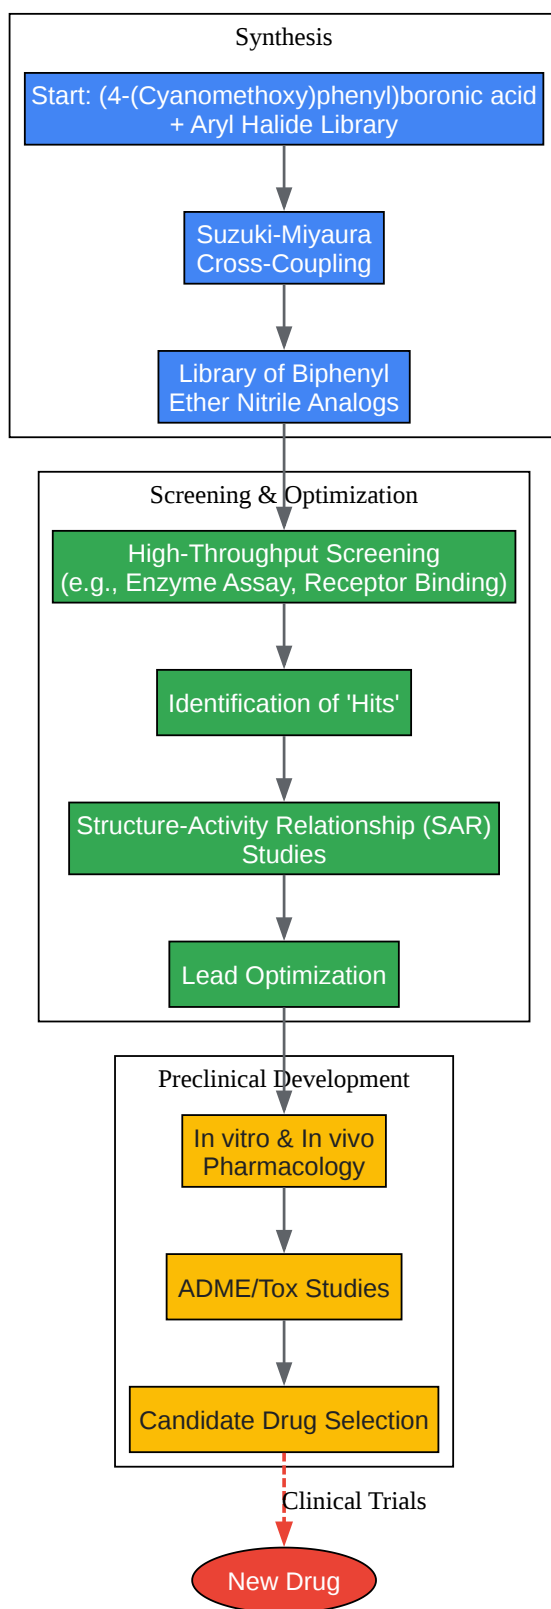 Synthesis
Start: (4-(Cyanomethoxy)phenyl)boronic acid
+ Aryl Halide Library
Suzuki-Miyaura
Cross-Coupling
Library of Biphenyl
Ether Nitrile Analogs
Screening & Optimization
High-Throughput Screening
(e.g., Enzyme Assay, Receptor Binding)
Identification of 'Hits'
Structure-Activity Relationship (SAR)
Studies
Lead Optimization
Preclinical Development
In vitro & In vivo
Pharmacology
ADME/Tox Studies
Candidate Drug Selection
Clinical Trials
New Drug